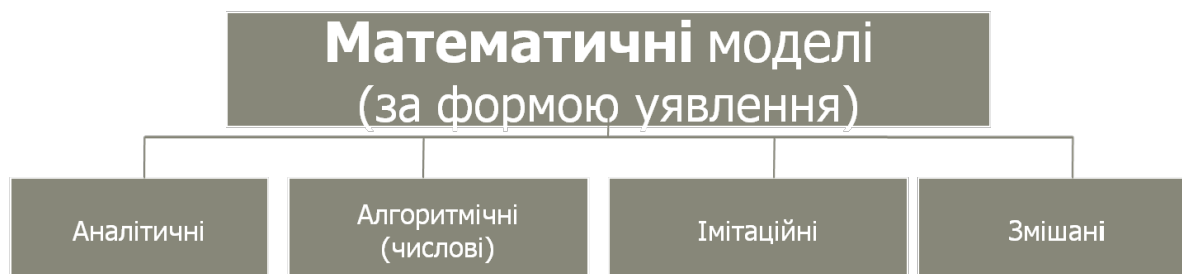 Математичні моделі
(за формою уявлення)
Аналітичні
Алгоритмічні
(числові)
Імітаційні
Змішані